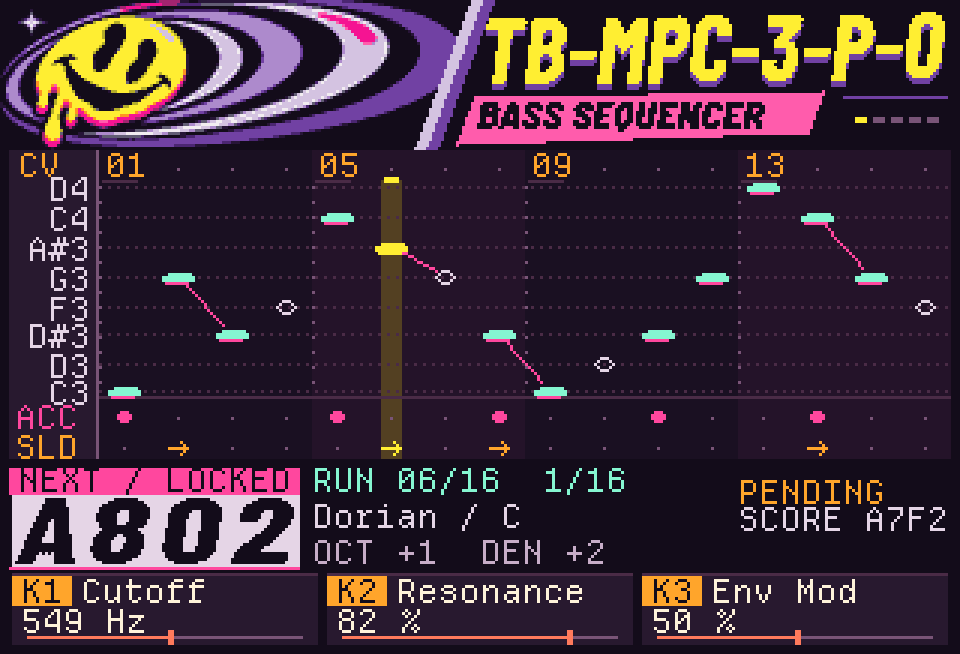 TB-MPC-3-P-O
BASS SEQUENCER
CV 01 05 09 13
D4
C4
A#3
G3
F3
D#3
D3
C3
ACC
SLD
NEXT / LOCKED
A802
RUN 06/16 1/16
Dorian / C
OCT +1 DEN +2
PENDING
SCORE A7F2
K1 Cutoff
549 Hz
K2 Resonance
82 %
K3 Env Mod
50 %